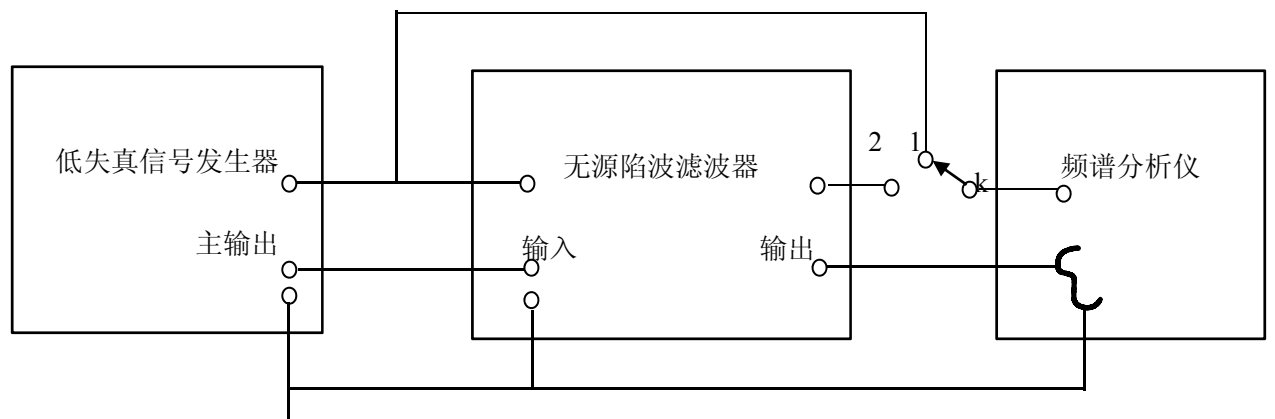 低失真信号发生器
主输出
无源陷波滤波器
输入
输出
2
1
k
频谱分析仪